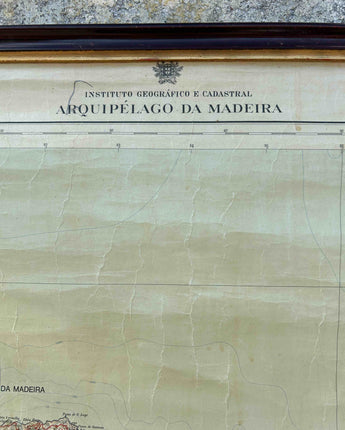 INSTITUTO GEOGRÁFICO E CADASTRAL
ARQUIPÉLAGO DA MADEIRA
DA MADEIRA